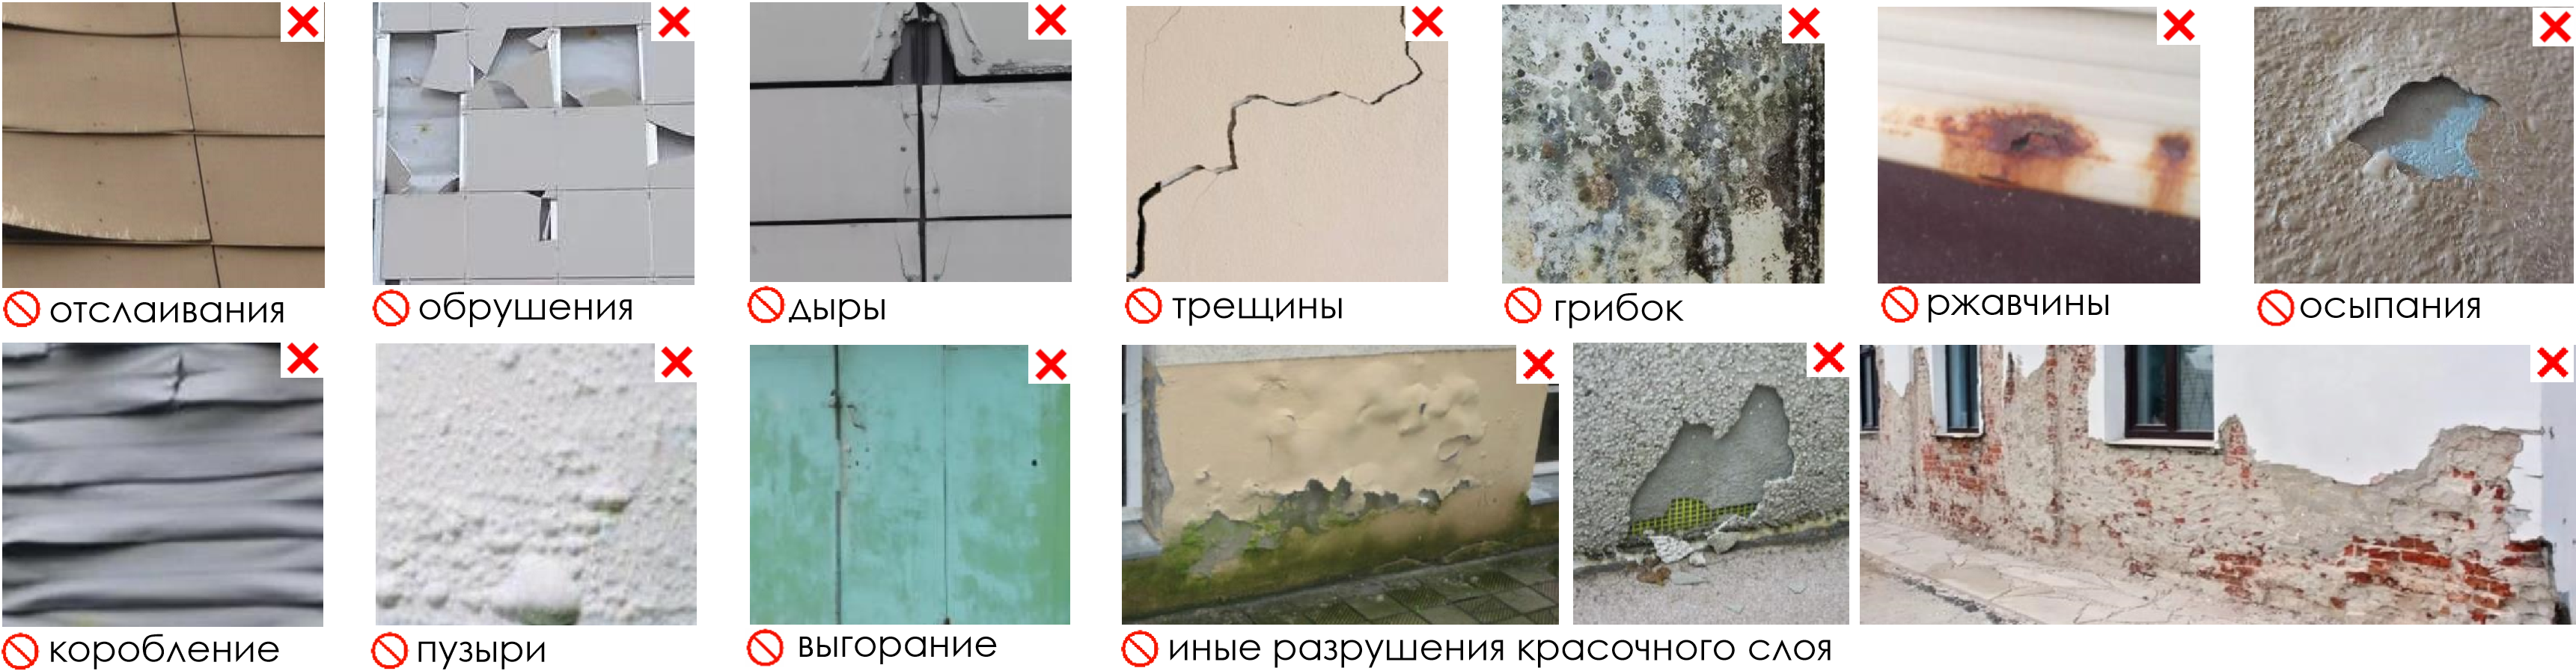 отслаивания
обрушения
дыры
трещины
грибок
ржавчины
осыпания
коробление
пузыри
выгорание
иные разрушения красочного слоя